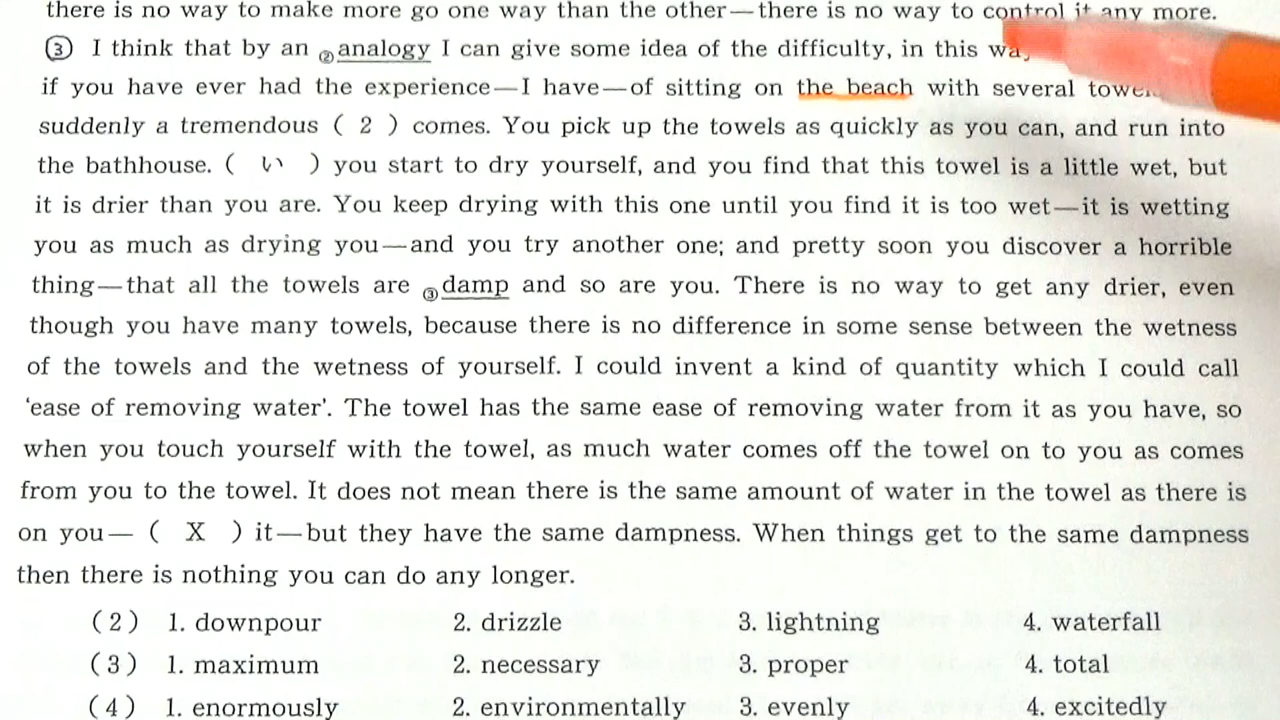 there is no way to make more go one way than the other—there is no way to control it any more.
③ I think that by an ②analogy I can give some idea of the difficulty, in this
if you have ever had the experience—I have—of sitting on the beach with several
suddenly a tremendous ( 2 ) comes. You pick up the towels as quickly as you can, and run into
the bathhouse. ( い ) you start to dry yourself, and you find that this towel is a little wet, but
it is drier than you are. You keep drying with this one until you find it is too wet—it is wetting
you as much as drying you—and you try another one; and pretty soon you discover a horrible
thing—that all the towels are ③damp and so are you. There is no way to get any drier, even
though you have many towels, because there is no difference in some sense between the wetness
of the towels and the wetness of yourself. I could invent a kind of quantity which I could call
‘ease of removing water’. The towel has the same ease of removing water from it as you have, so
when you touch yourself with the towel, as much water comes off the towel on to you as comes
from you to the towel. It does not mean there is the same amount of water in the towel as there is
on you— ( X ) it—but they have the same dampness. When things get to the same dampness
then there is nothing you can do any longer.
(2) 1. downpour 2. drizzle 3. lightning 4. waterfall
(3) 1. maximum 2. necessary 3. proper 4. total
(4) 1. enormously 2. environmentally 3. evenly 4. excitedly